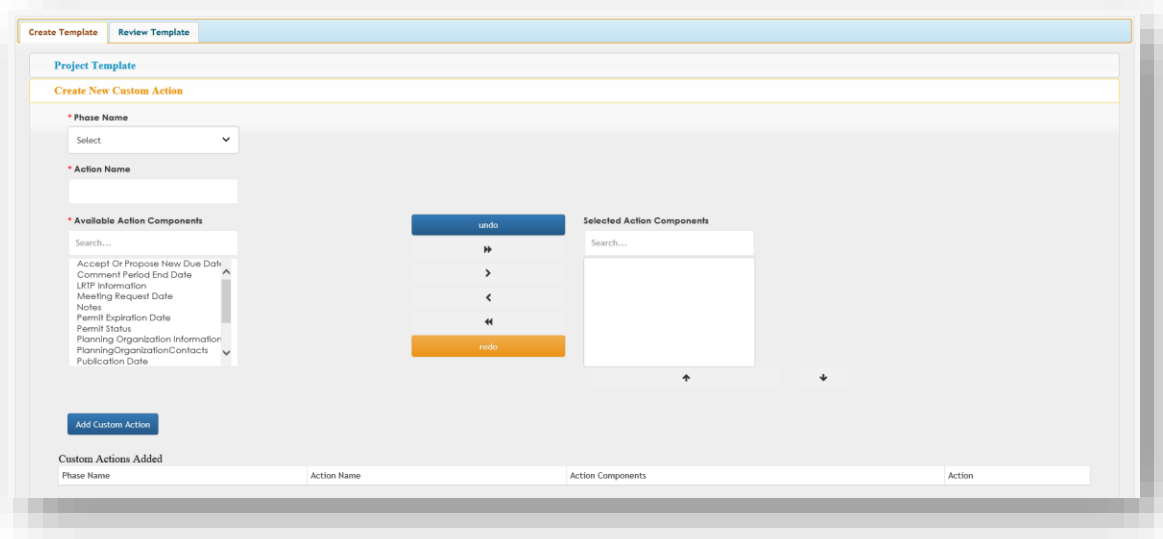 Create Template Review Template
Project Template
Create New Custom Action
* Phase Name
Select
* Action Name
* Available Action Components
undo
Selected Action Components
Search...
Search...
Accept Or Propose New Due Date
Comment Period End Date
LRTP Information
Meeting Request Date
Notes
Permit Expiration Date
Permit Status
Planning Organization Information
PlanningOrganizationContacts
Publication Date
redo
Add Custom Action
Custom Actions Added
Phase Name Action Name Action Components Action